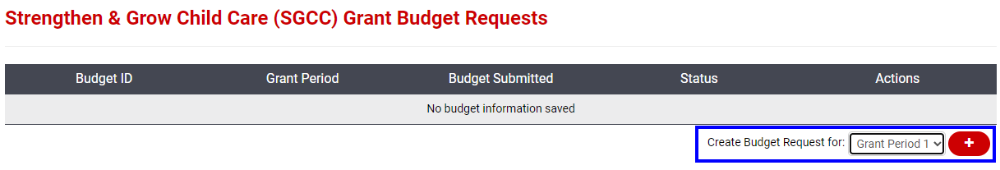 Strengthen & Grow Child Care (SGCC) Grant Budget Requests
Budget ID Grant Period Budget Submitted Status Actions
No budget information saved
Create Budget Request for: Grant Period 1 +